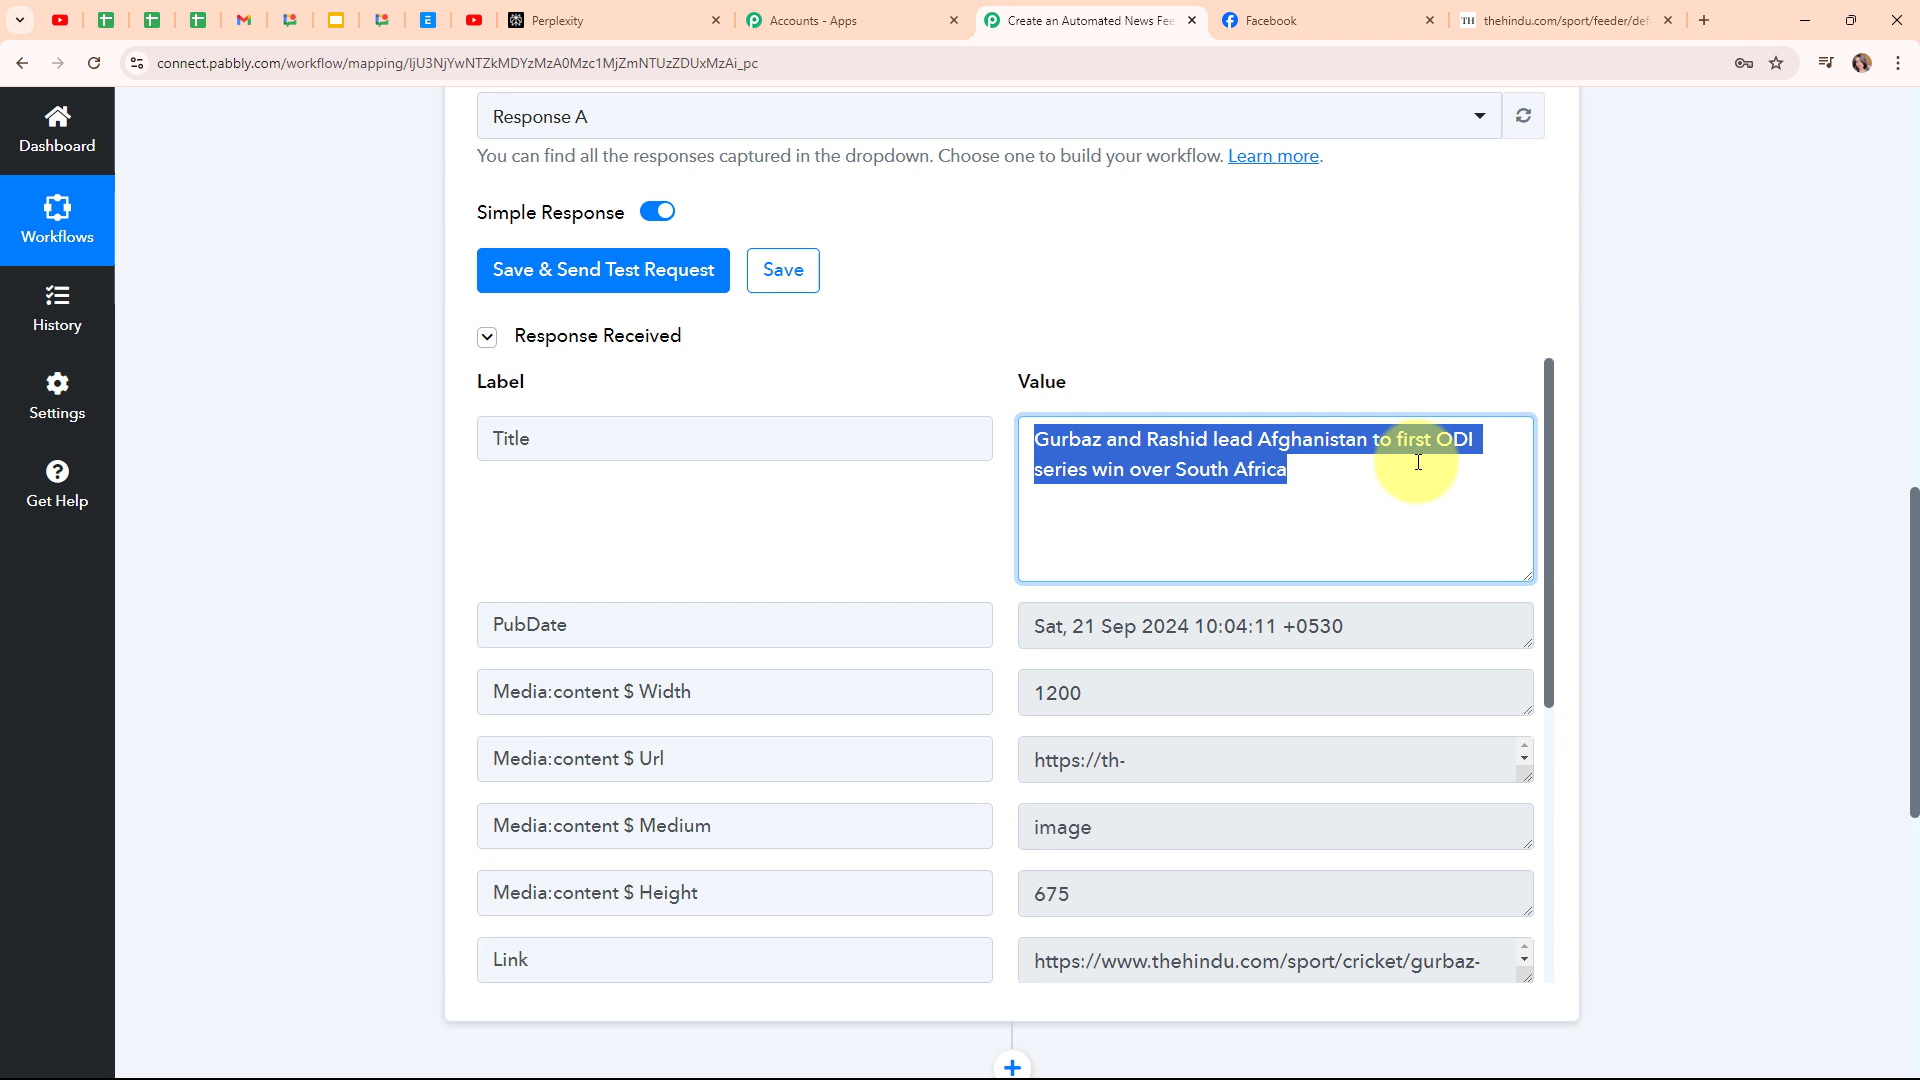 Perplexity
Accounts - Apps
Create an Automated News Fee
Facebook
TH
thehindu.com/sport/feeder/def
connect.pabbly.com/workflow/mapping/IjU3NjYwNTZkMDYzMzA0Mzc1MjZmNTUzZDUxMzAi_pc
Dashboard
Workflows
History
Settings
Get Help
Response A
You can find all the responses captured in the dropdown. Choose one to build your workflow. Learn more.
Simple Response
Save & Send Test Request
Save
Response Received
Label
Value
Title
Gurbaz and Rashid lead Afghanistan to first ODI
series win over South Africa
PubDate
Sat, 21 Sep 2024 10:04:11 +0530
Media:content $ Width
1200
Media:content $ Url
https://th-
Media:content $ Medium
image
Media:content $ Height
675
Link
https://www.thehindu.com/sport/cricket/gurbaz-